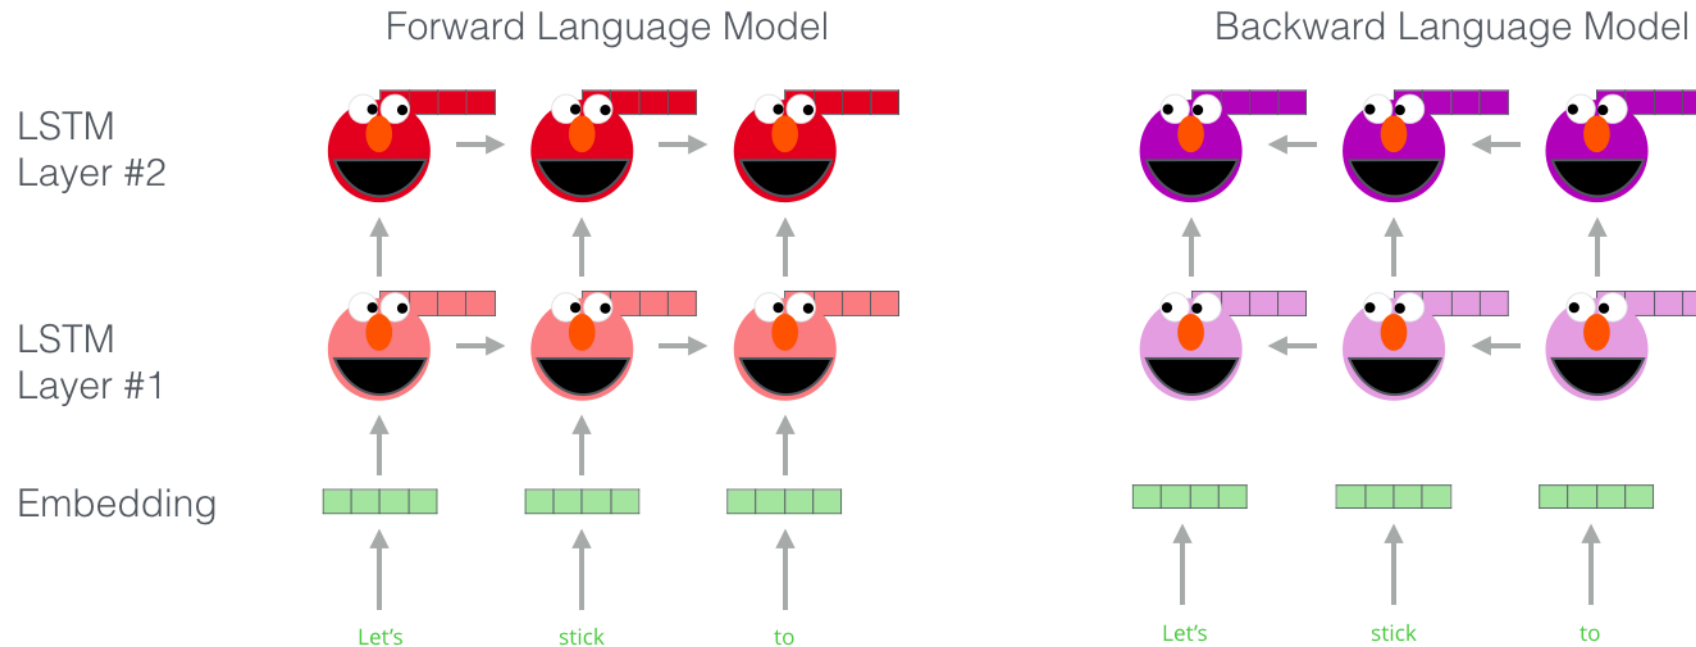 Forward Language Model
Backward Language Model
LSTM
Layer #2
LSTM
Layer #1
Embedding
Let's stick to
Let's stick to